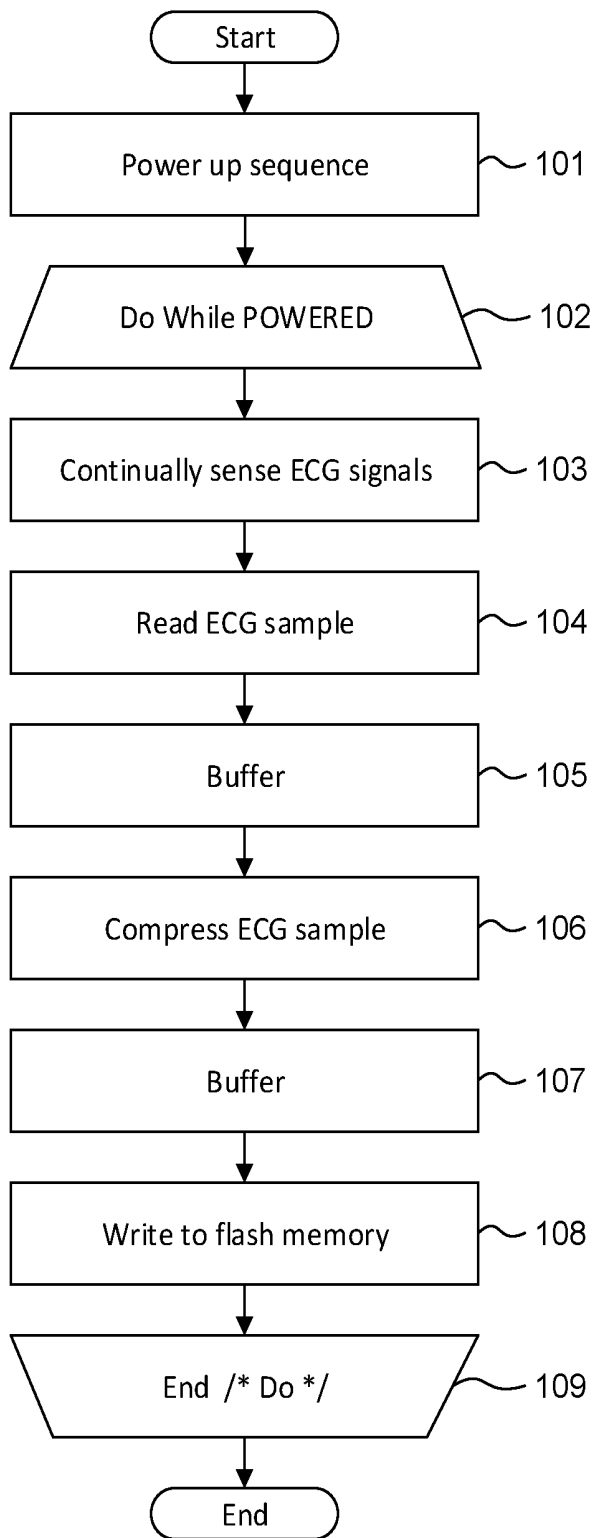 Start
Power up sequence
101
Do While POWERED
102
Continually sense ECG signals
103
Read ECG sample
104
Buffer
105
Compress ECG sample
106
Buffer
107
Write to flash memory
108
End /* Do */
109
End